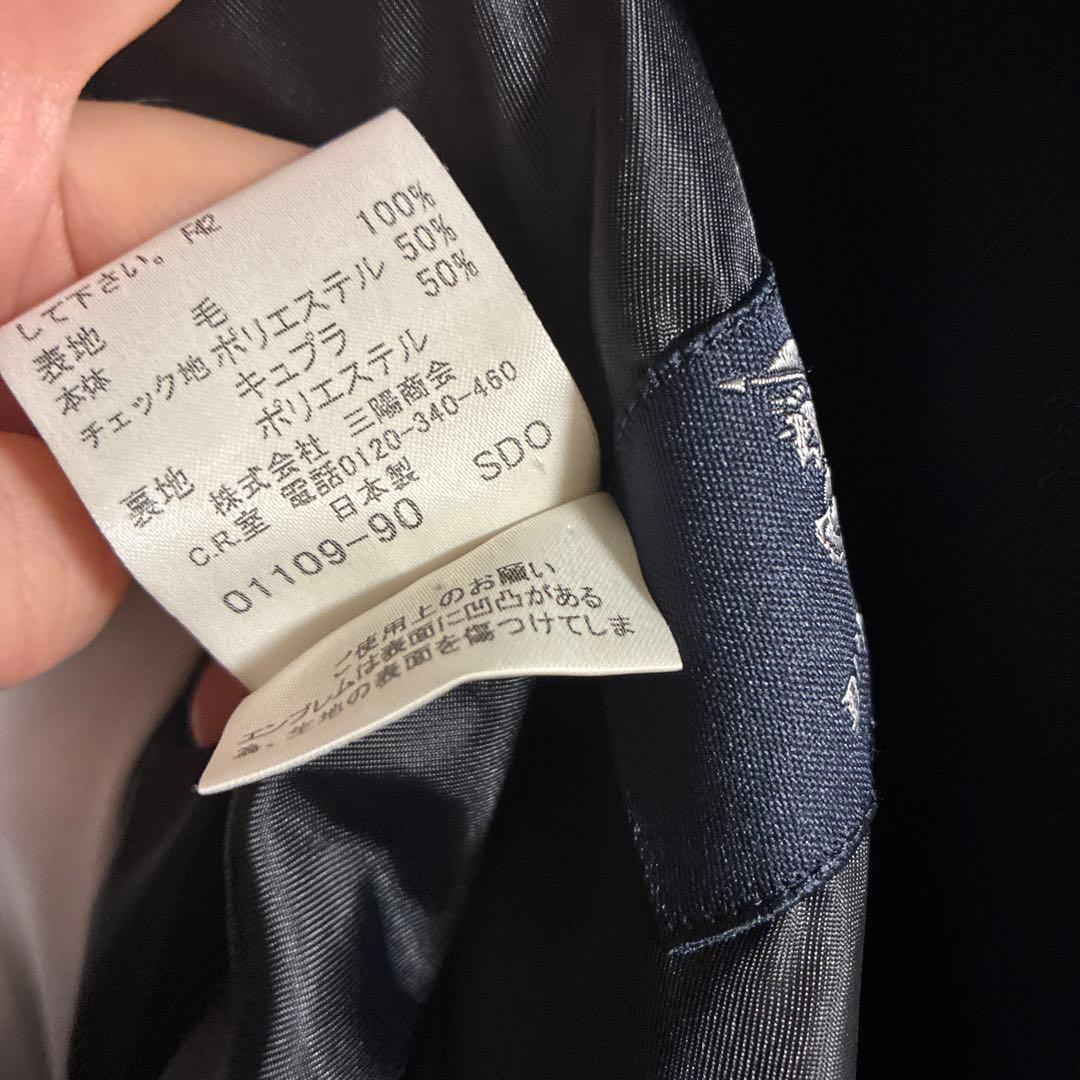 F42
して下さい。
表地
本体 毛 100%
チェック地 ポリエステル 50%
キュプラ 50%
裏地 ポリエステル
株式会社 三陽商会
C.R.室 電話0120-340-460
日本製
01109-90 SDO
ご使用上のお願い
エンブレムは表面に凹凸がある
為、生地の表面を傷つけてしま